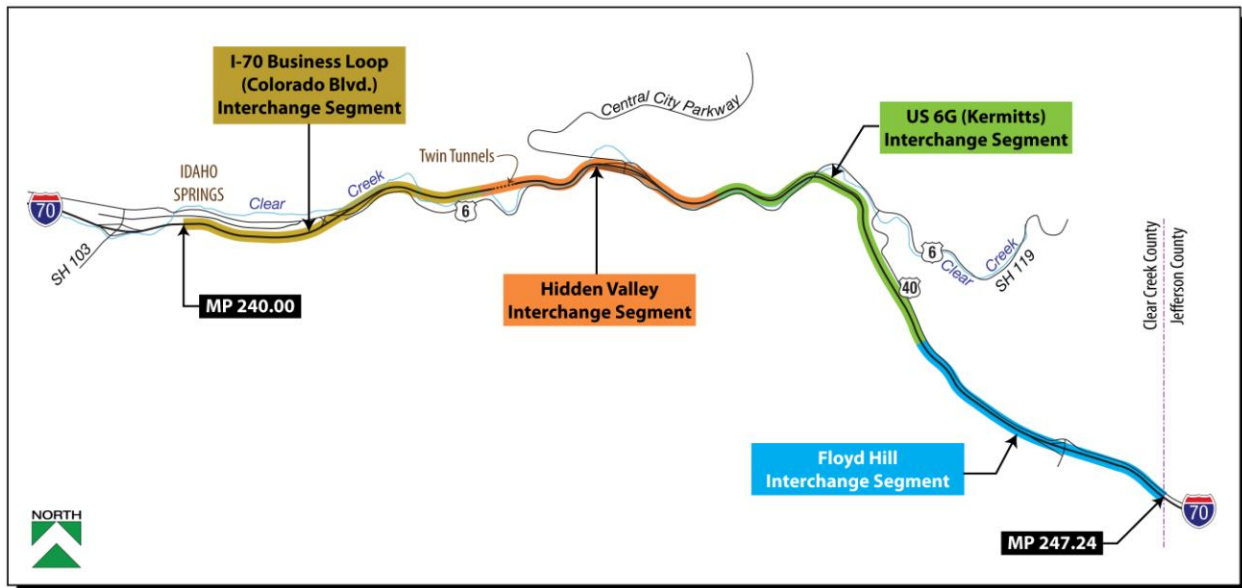 I-70 Business Loop
(Colorado Blvd.)
Interchange Segment
Central City Parkway
US 6G (Kermitts)
Interchange Segment
Twin Tunnels
IDAHO
SPRINGS
Clear
Creek
6
70
SH 103
MP 240.00
Hidden Valley
Interchange Segment
6
Clear
Creek
SH 119
40
Clear Creek County
Jefferson County
Floyd Hill
Interchange Segment
70
MP 247.24
NORTH